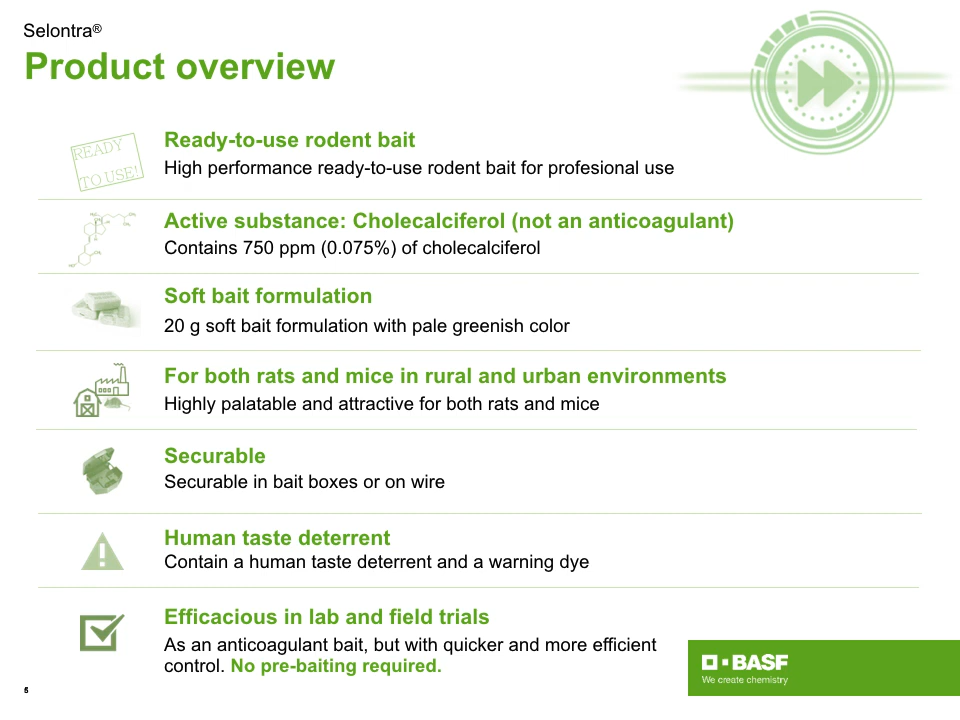 Selontra®
Product overview
READY
TO USE!
Ready-to-use rodent bait
High performance ready-to-use rodent bait for profesional use
Active substance: Cholecalciferol (not an anticoagulant)
Contains 750 ppm (0.075%) of cholecalciferol
Soft bait formulation
20 g soft bait formulation with pale greenish color
For both rats and mice in rural and urban environments
Highly palatable and attractive for both rats and mice
Securable
Securable in bait boxes or on wire
Human taste deterrent
Contain a human taste deterrent and a warning dye
Efficacious in lab and field trials
As an anticoagulant bait, but with quicker and more efficient
control. No pre-baiting required.
BASF
We create chemistry